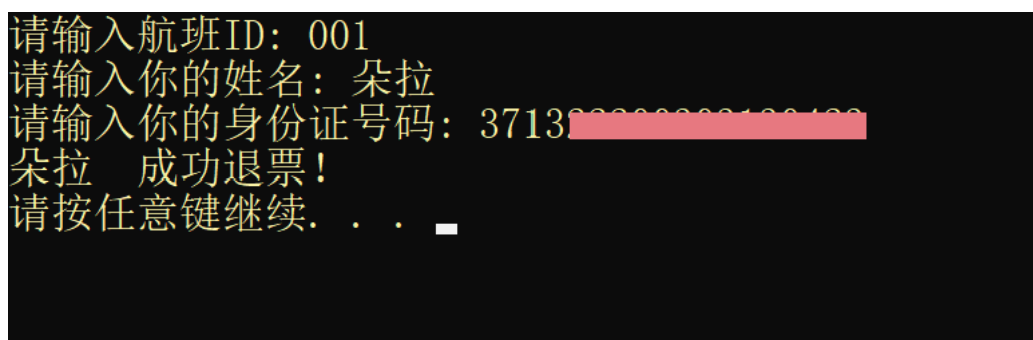 请输入航班ID: 001
请输入你的姓名: 朵拉
请输入你的身份证号码: 3713
朵拉  成功退票!
请按任意键继续. . .